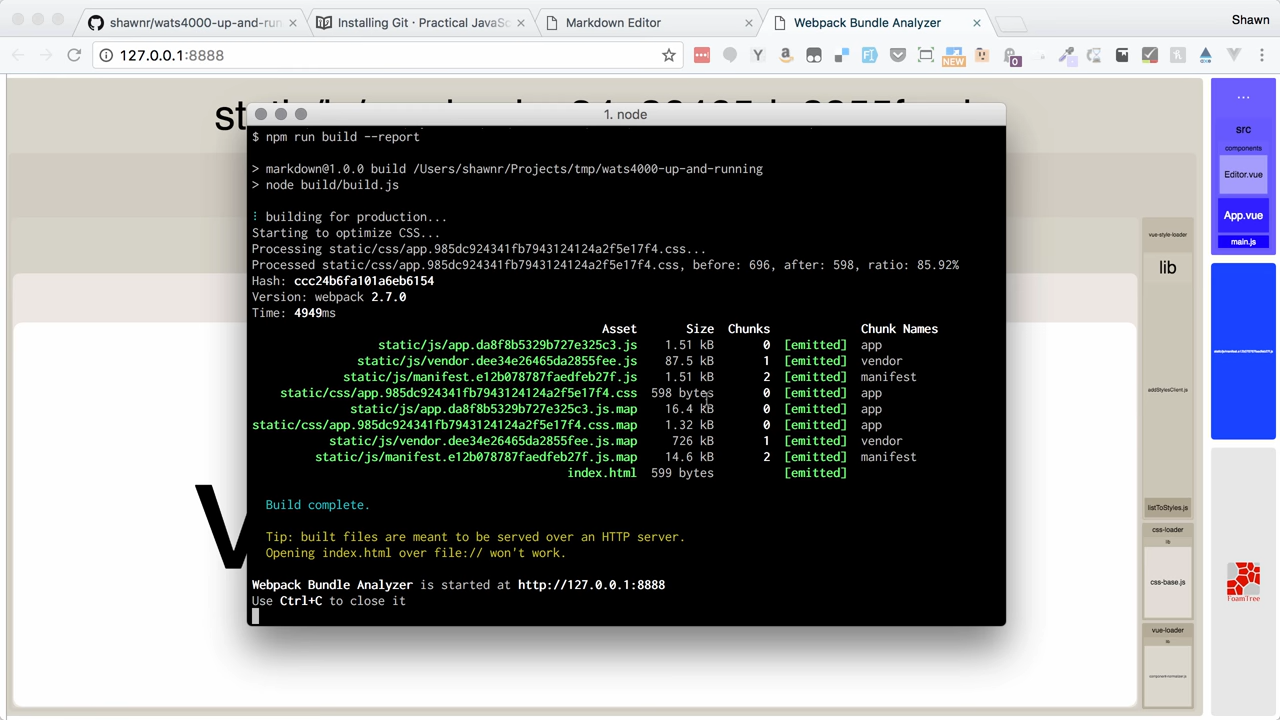 shawnr/wats4000-up-and-run
Installing Git · Practical JavaSc
Markdown Editor
Webpack Bundle Analyzer
Shawn
127.0.0.1:8888
NEW
0
1. node
$ npm run build --report
> markdown@1.0.0 build /Users/shawnr/Projects/tmp/wats4000-up-and-running
> node build/build.js
⋮ building for production...
Starting to optimize CSS...
Processing static/css/app.985dc924341fb7943124124a2f5e17f4.css...
Processed static/css/app.985dc924341fb7943124124a2f5e17f4.css, before: 696, after: 598, ratio: 85.92%
Hash: ccc24b6fa101a6eb6154
Version: webpack 2.7.0
Time: 4949ms
Asset Size Chunks Chunk Names
static/js/app.da8f8b5329b727e325c3.js 1.51 kB 0 [emitted] app
static/js/vendor.dee34e26465da2855fee.js 87.5 kB 1 [emitted] vendor
static/js/manifest.e12b078787faedfeb27f.js 1.51 kB 2 [emitted] manifest
static/css/app.985dc924341fb7943124124a2f5e17f4.css 598 bytes 0 [emitted] app
static/js/app.da8f8b5329b727e325c3.js.map 16.4 kB 0 [emitted] app
static/css/app.985dc924341fb7943124124a2f5e17f4.css.map 1.32 kB 0 [emitted] app
static/js/vendor.dee34e26465da2855fee.js.map 726 kB 1 [emitted] vendor
static/js/manifest.e12b078787faedfeb27f.js.map 14.6 kB 2 [emitted] manifest
index.html 599 bytes [emitted]
Build complete.
Tip: built files are meant to be served over an HTTP server.
Opening index.html over file:// won't work.
Webpack Bundle Analyzer is started at http://127.0.0.1:8888
Use Ctrl+C to close it
vue-style-loader
lib
addStylesClient.js
listToStyles.js
css-loader
lib
css-base.js
vue-loader
lib
component-normalizer.js
...
src
components
Editor.vue
App.vue
main.js
FoamTree